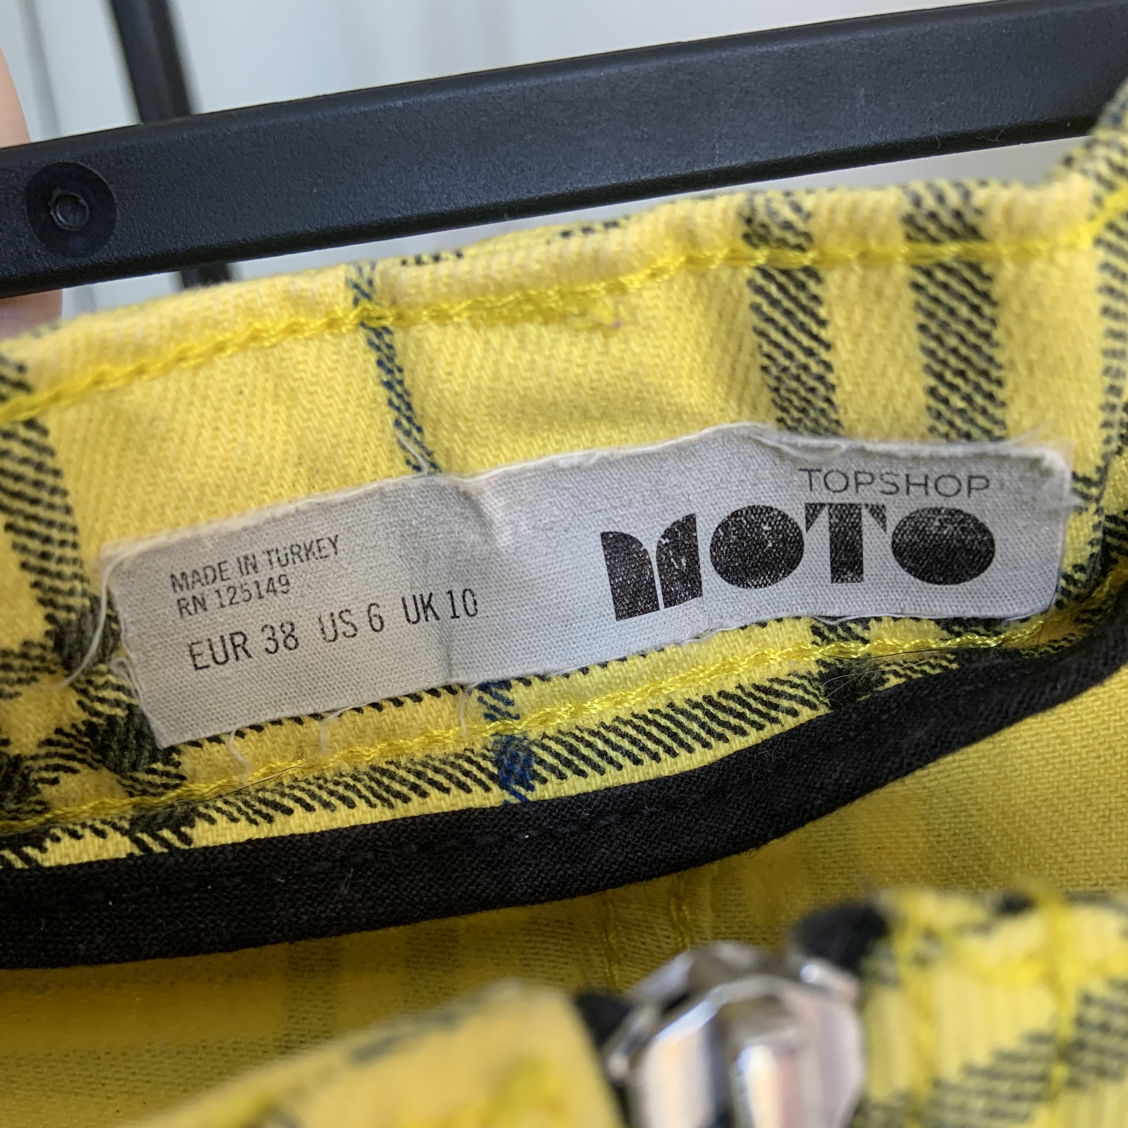 MADE IN TURKEY
RN 125149
EUR 38 US 6 UK 10
TOPSHOP
MOTO